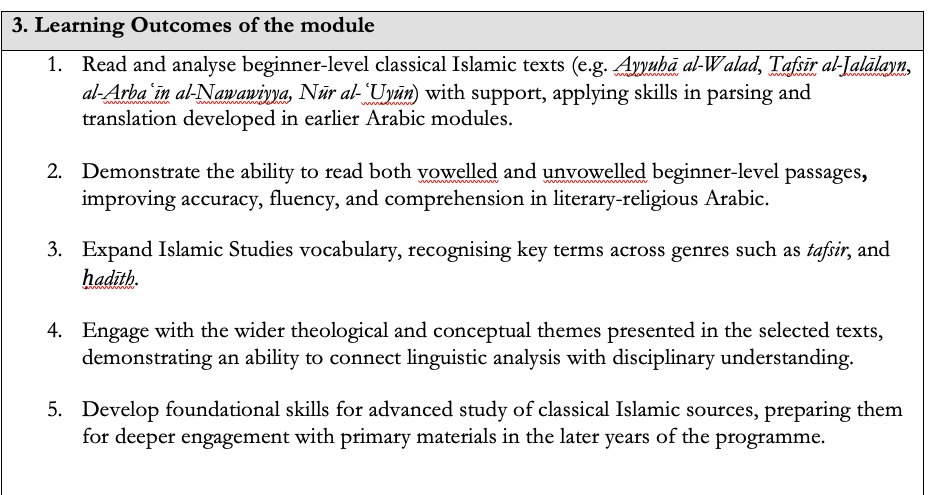 3. Learning Outcomes of the module
1. Read and analyse beginner-level classical Islamic texts (e.g. Ayyuhā al-Walad, Tafsīr al-Jalālayn,
al-Arbaʿīn al-Nawawiyya, Nūr al-ʿUyūn) with support, applying skills in parsing and
translation developed in earlier Arabic modules.
2. Demonstrate the ability to read both vowelled and unvowelled beginner-level passages,
improving accuracy, fluency, and comprehension in literary-religious Arabic.
3. Expand Islamic Studies vocabulary, recognising key terms across genres such as tafsir, and
ḥadīth.
4. Engage with the wider theological and conceptual themes presented in the selected texts,
demonstrating an ability to connect linguistic analysis with disciplinary understanding.
5. Develop foundational skills for advanced study of classical Islamic sources, preparing them
for deeper engagement with primary materials in the later years of the programme.